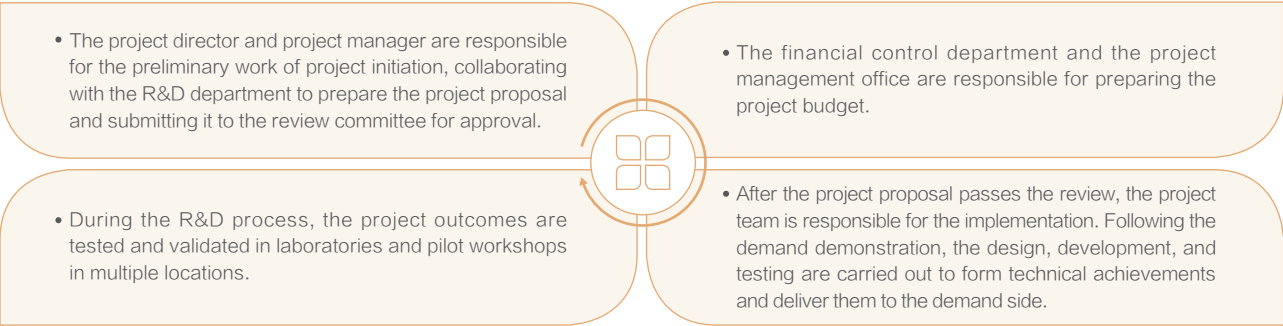 • The project director and project manager are responsible
for the preliminary work of project initiation, collaborating
with the R&D department to prepare the project proposal
and submitting it to the review committee for approval.
• The financial control department and the project
management office are responsible for preparing the
project budget.
• During the R&D process, the project outcomes are
tested and validated in laboratories and pilot workshops
in multiple locations.
• After the project proposal passes the review, the project
team is responsible for the implementation. Following the
demand demonstration, the design, development, and
testing are carried out to form technical achievements
and deliver them to the demand side.